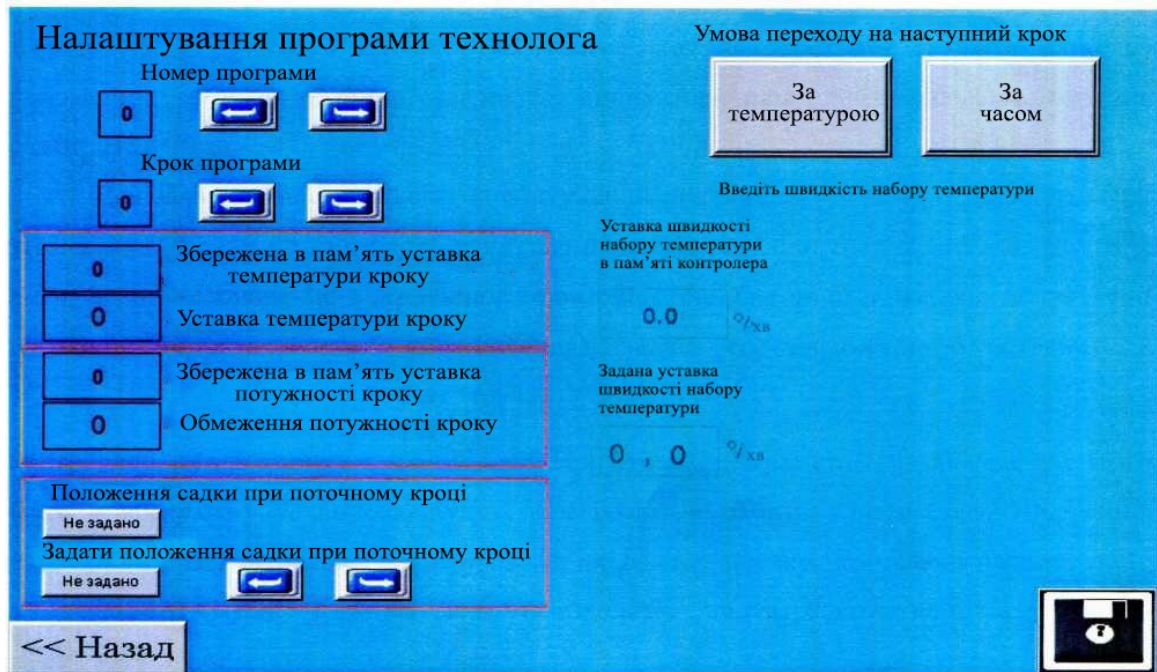 Налаштування програми технолога
Номер програми
0
Крок програми
0
0
Збережена в пам’ять уставка
температури кроку
0
Уставка температури кроку
0
Збережена в пам’ять уставка
потужності кроку
0
Обмеження потужності кроку
Положення садки при поточному кроці
Не задано
Задати положення садки при поточному кроці
Не задано
<< Назад
Умова переходу на наступний крок
За
температурою
За
часом
Введіть швидкість набору температури
Уставка швидкості
набору температури
в пам’яті контролера
0.0
°/хв
Задана уставка
швидкості набору
температури
0 , 0
°/хв